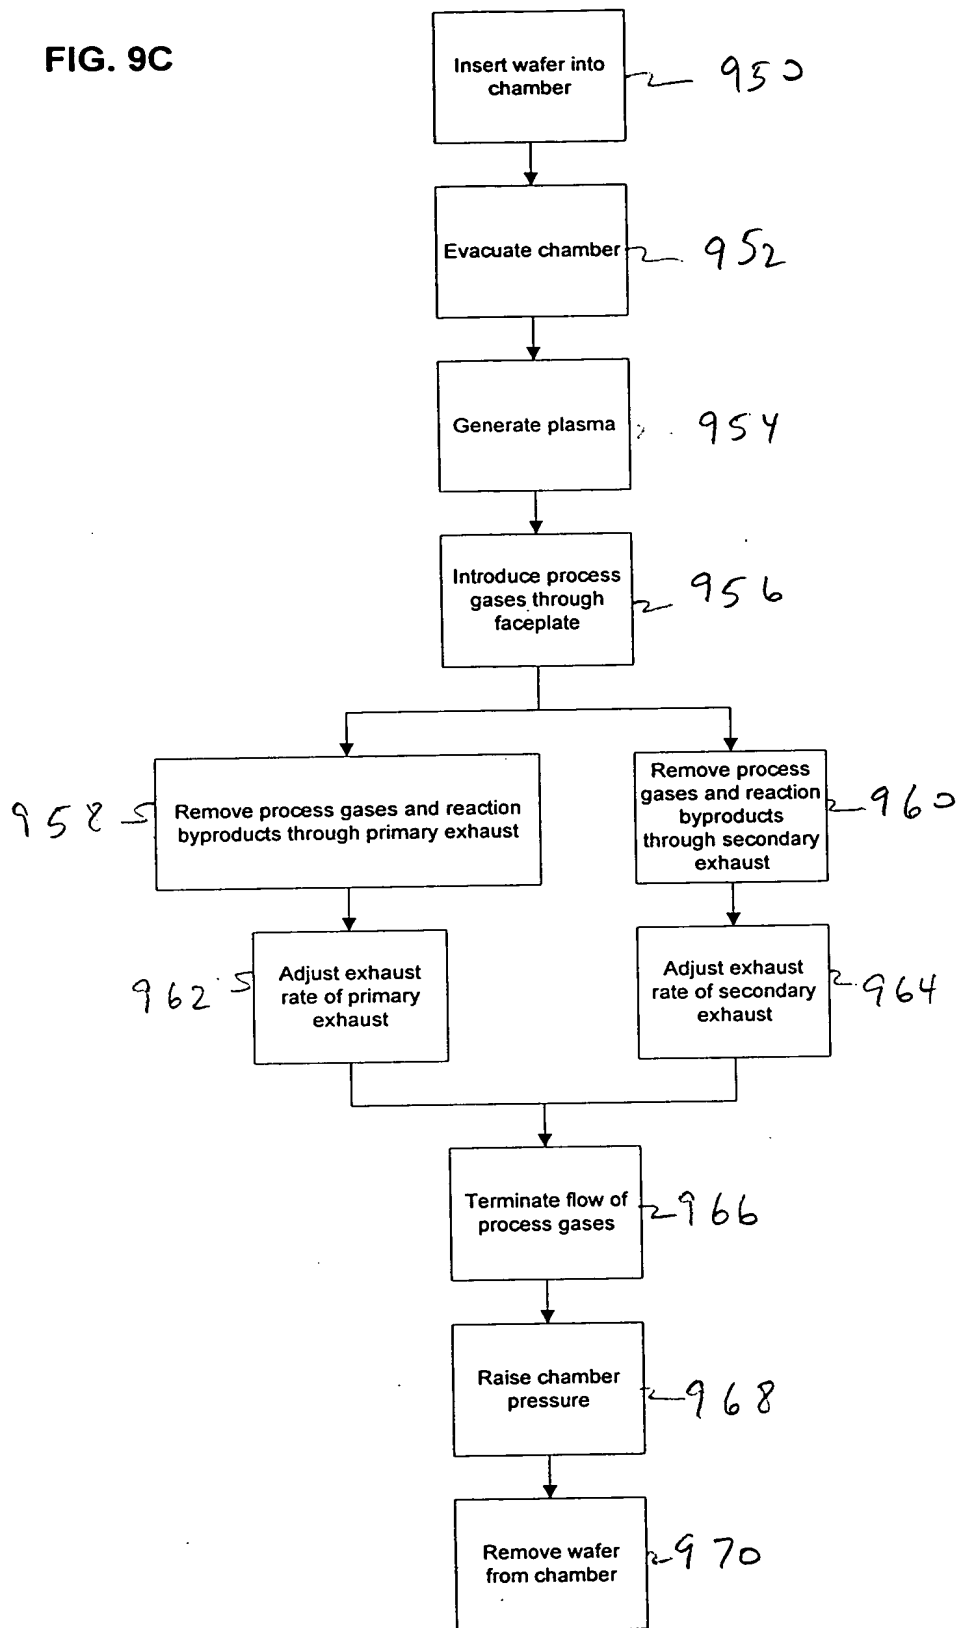 FIG. 9C
Insert wafer into
chamber
950
Evacuate chamber
952
Generate plasma
954
Introduce process
gases through
faceplate
956
958
Remove process gases and reaction
byproducts through primary exhaust
Remove process
gases and reaction
byproducts
through secondary
exhaust
960
962
Adjust exhaust
rate of primary
exhaust
Adjust exhaust
rate of secondary
exhaust
964
Terminate flow of
process gases
966
Raise chamber
pressure
968
Remove wafer
from chamber
970